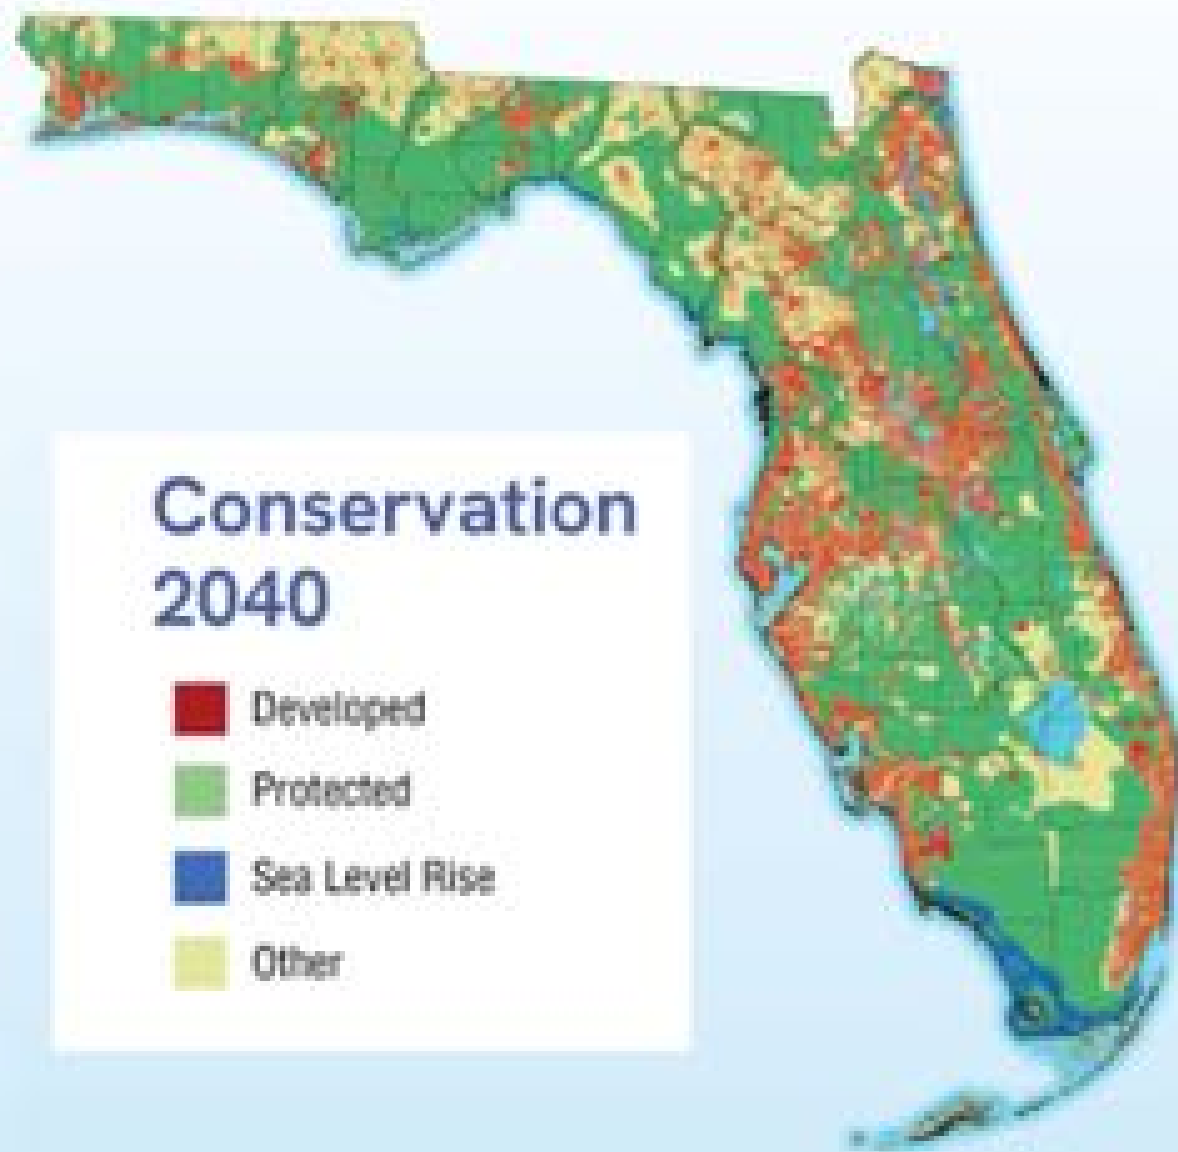 Conservation
2040
Developed
Protected
Sea Level Rise
Other